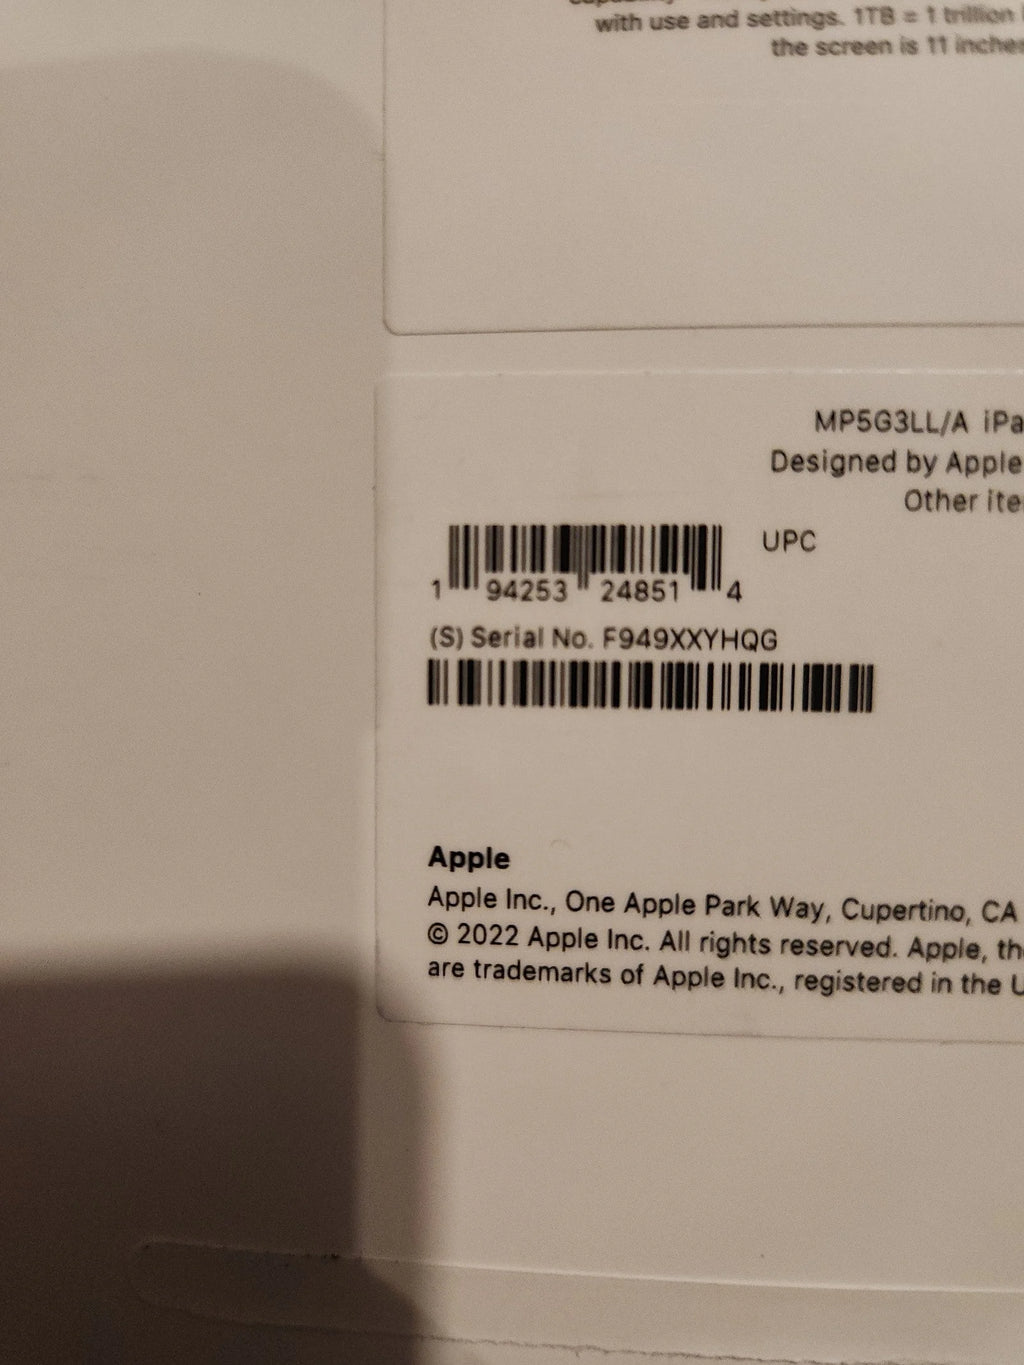 with use and settings. 1TB = 1 trillion
the screen is 11 inches
MP5G3LL/A iPa
Designed by Apple
Other ite
UPC
1 94253 24851 4
(S) Serial No. F949XXYHQG
Apple
Apple Inc., One Apple Park Way, Cupertino, CA
© 2022 Apple Inc. All rights reserved. Apple, th
are trademarks of Apple Inc., registered in the U